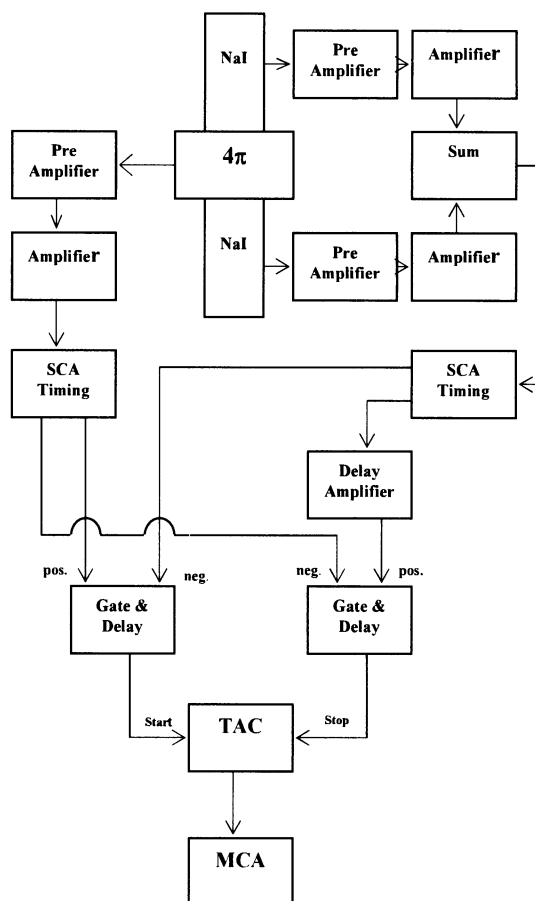 NaI
Pre
Amplifier
Amplifier
4π
Sum
Pre
Amplifier
NaI
Pre
Amplifier
Amplifier
Amplifier
SCA
Timing
SCA
Timing
Delay
Amplifier
pos.
neg.
neg.
pos.
Gate &
Delay
Gate &
Delay
Start
TAC
Stop
MCA